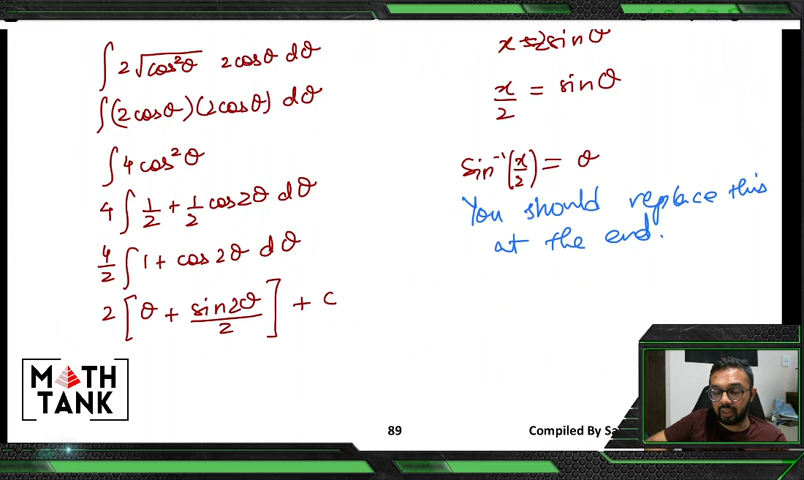 ∫ 2 √cos²θ 2cosθ dθ
∫(2cosθ)(2cosθ) dθ
∫ 4cos²θ
4 ∫ 1/2 + 1/2 cos2θ dθ
4/2 ∫ 1 + cos 2θ dθ
2 [ θ + sin2θ/2 ] + c
x = 2sinθ
x/2 = sinθ
sin⁻¹(x/2) = θ
You should replace this
at the end.
MATH
TANK
89
Compiled By